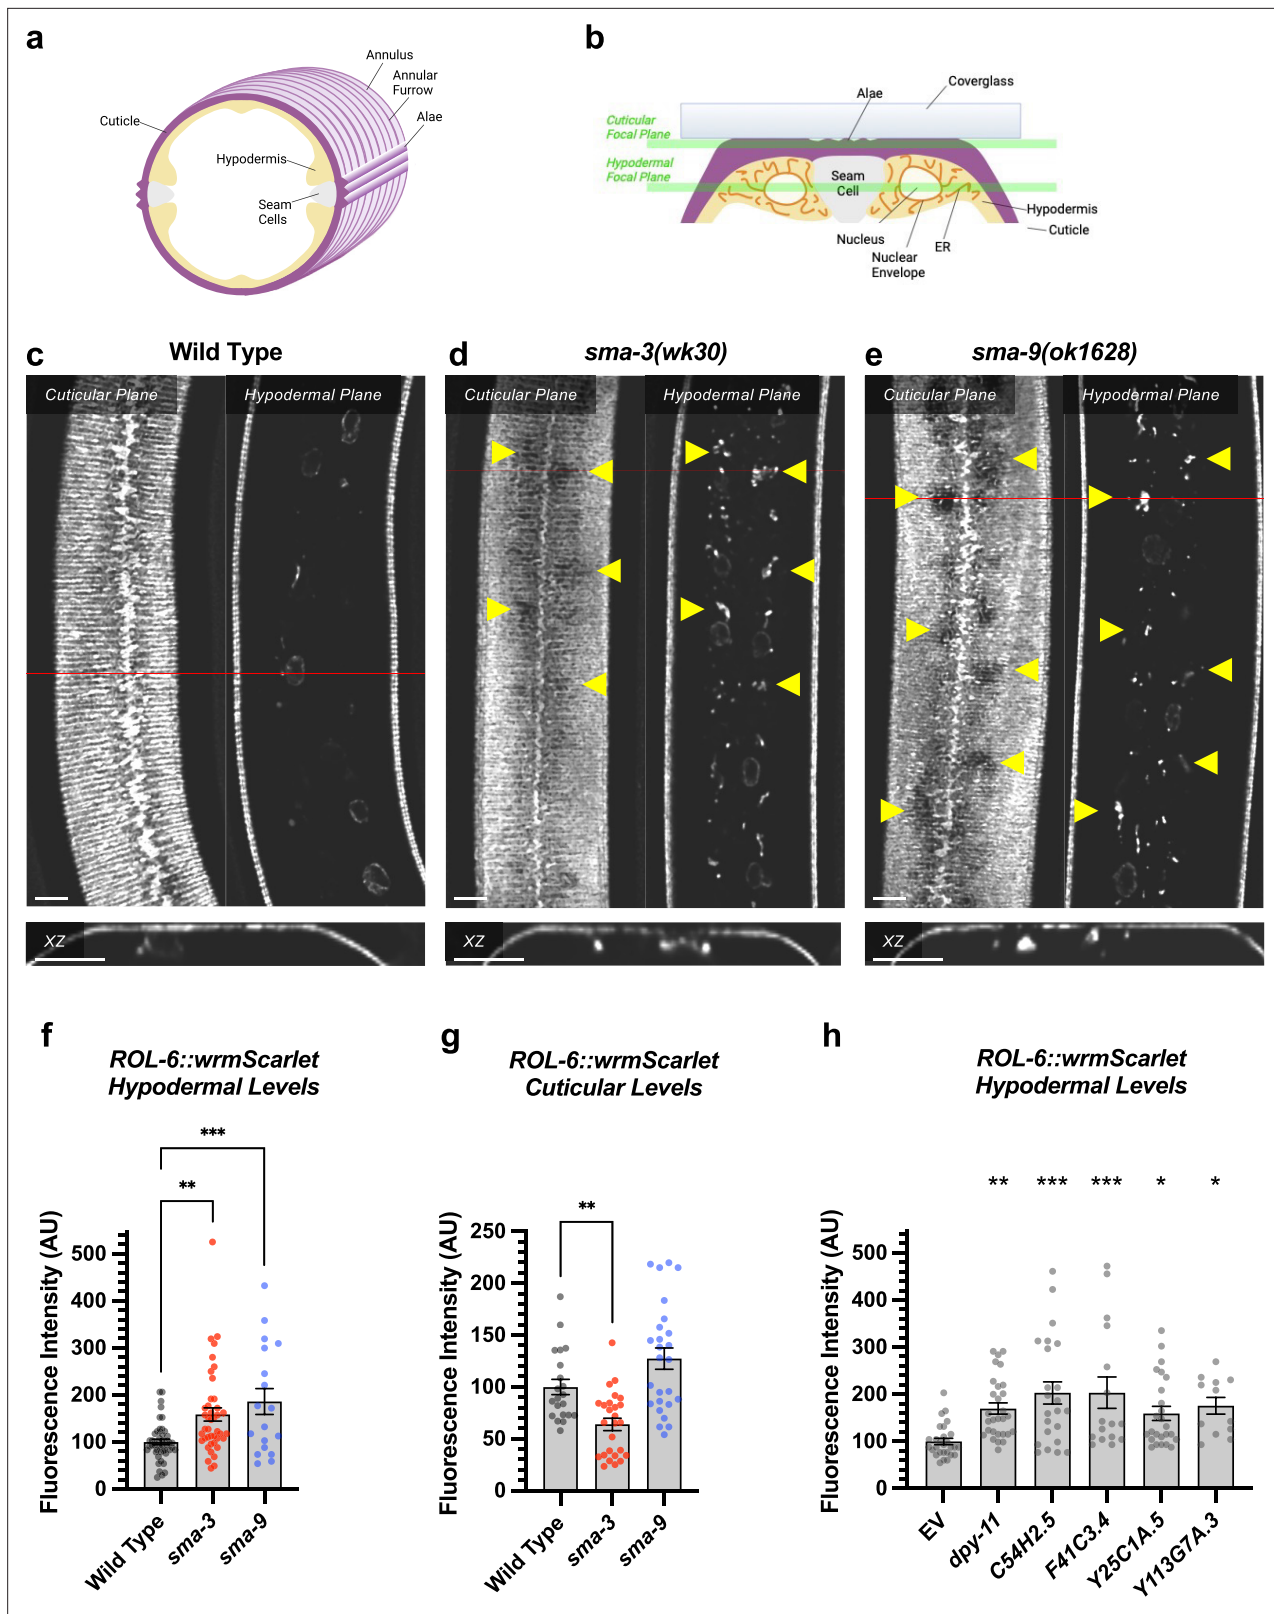 a
Annulus
Annular
Furrow
Alae
Cuticle
Hypodermis
Seam
Cells
b
Coverglass
Alae
Cuticular
Focal Plane
Hypodermal
Focal Plane
Seam
Cell
Hypodermis
Cuticle
Nucleus
ER
Nuclear
Envelope
c Wild Type
Cuticular Plane Hypodermal Plane
XZ
d sma-3(wk30)
Cuticular Plane Hypodermal Plane
XZ
e sma-9(ok1628)
Cuticular Plane Hypodermal Plane
XZ
f
ROL-6::wrmScarlet
Hypodermal Levels
***
**
Fluorescence Intensity (AU)
500
400
300
200
100
0
Wild Type
sma-3
sma-9
g
ROL-6::wrmScarlet
Cuticular Levels
**
Fluorescence Intensity (AU)
250
200
150
100
50
0
Wild Type
sma-3
sma-9
h
ROL-6::wrmScarlet
Hypodermal Levels
** *** *** * *
Fluorescence Intensity (AU)
500
400
300
200
100
0
EV
dpy-11
C54H2.5
F41C3.4
Y25C1A.5
Y113G7A.3